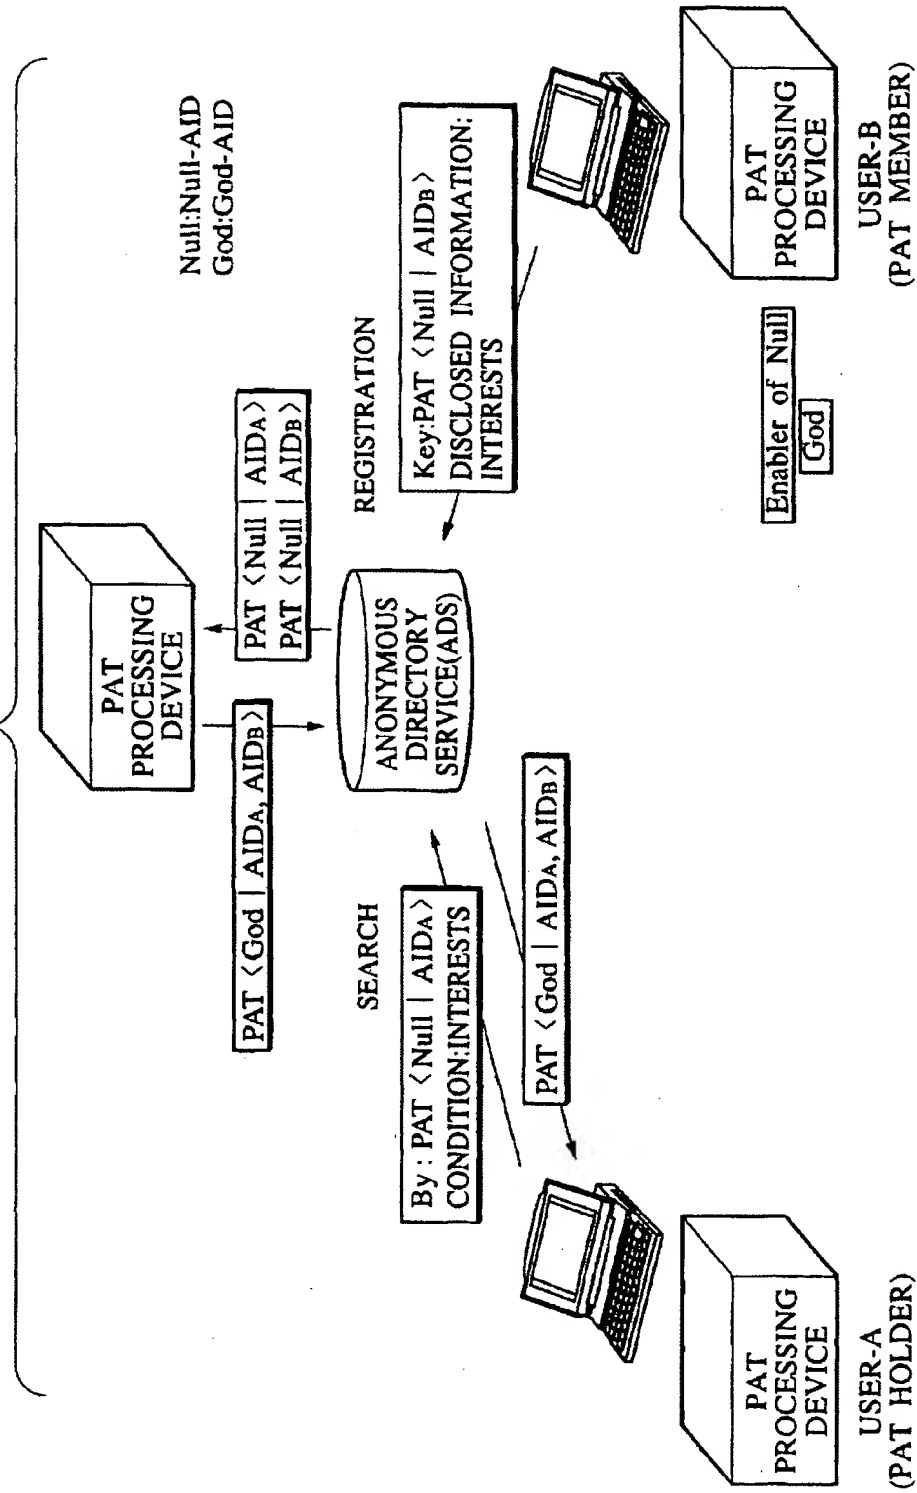 Null:Null-AID
God:God-AID
PAT
PROCESSING
DEVICE
PAT <God | AIDA, AIDB>
PAT <Null | AIDA>
PAT <Null | AIDB>
ANONYMOUS
DIRECTORY
SERVICE(ADS)
SEARCH
By : PAT <Null | AIDA>
CONDITION:INTERESTS
PAT <God | AIDA, AIDB>
REGISTRATION
Key:PAT <Null | AIDB>
DISCLOSED INFORMATION:
INTERESTS
PAT
PROCESSING
DEVICE
USER-A
(PAT HOLDER)
Enabler of Null
God
PAT
PROCESSING
DEVICE
USER-B
(PAT MEMBER)